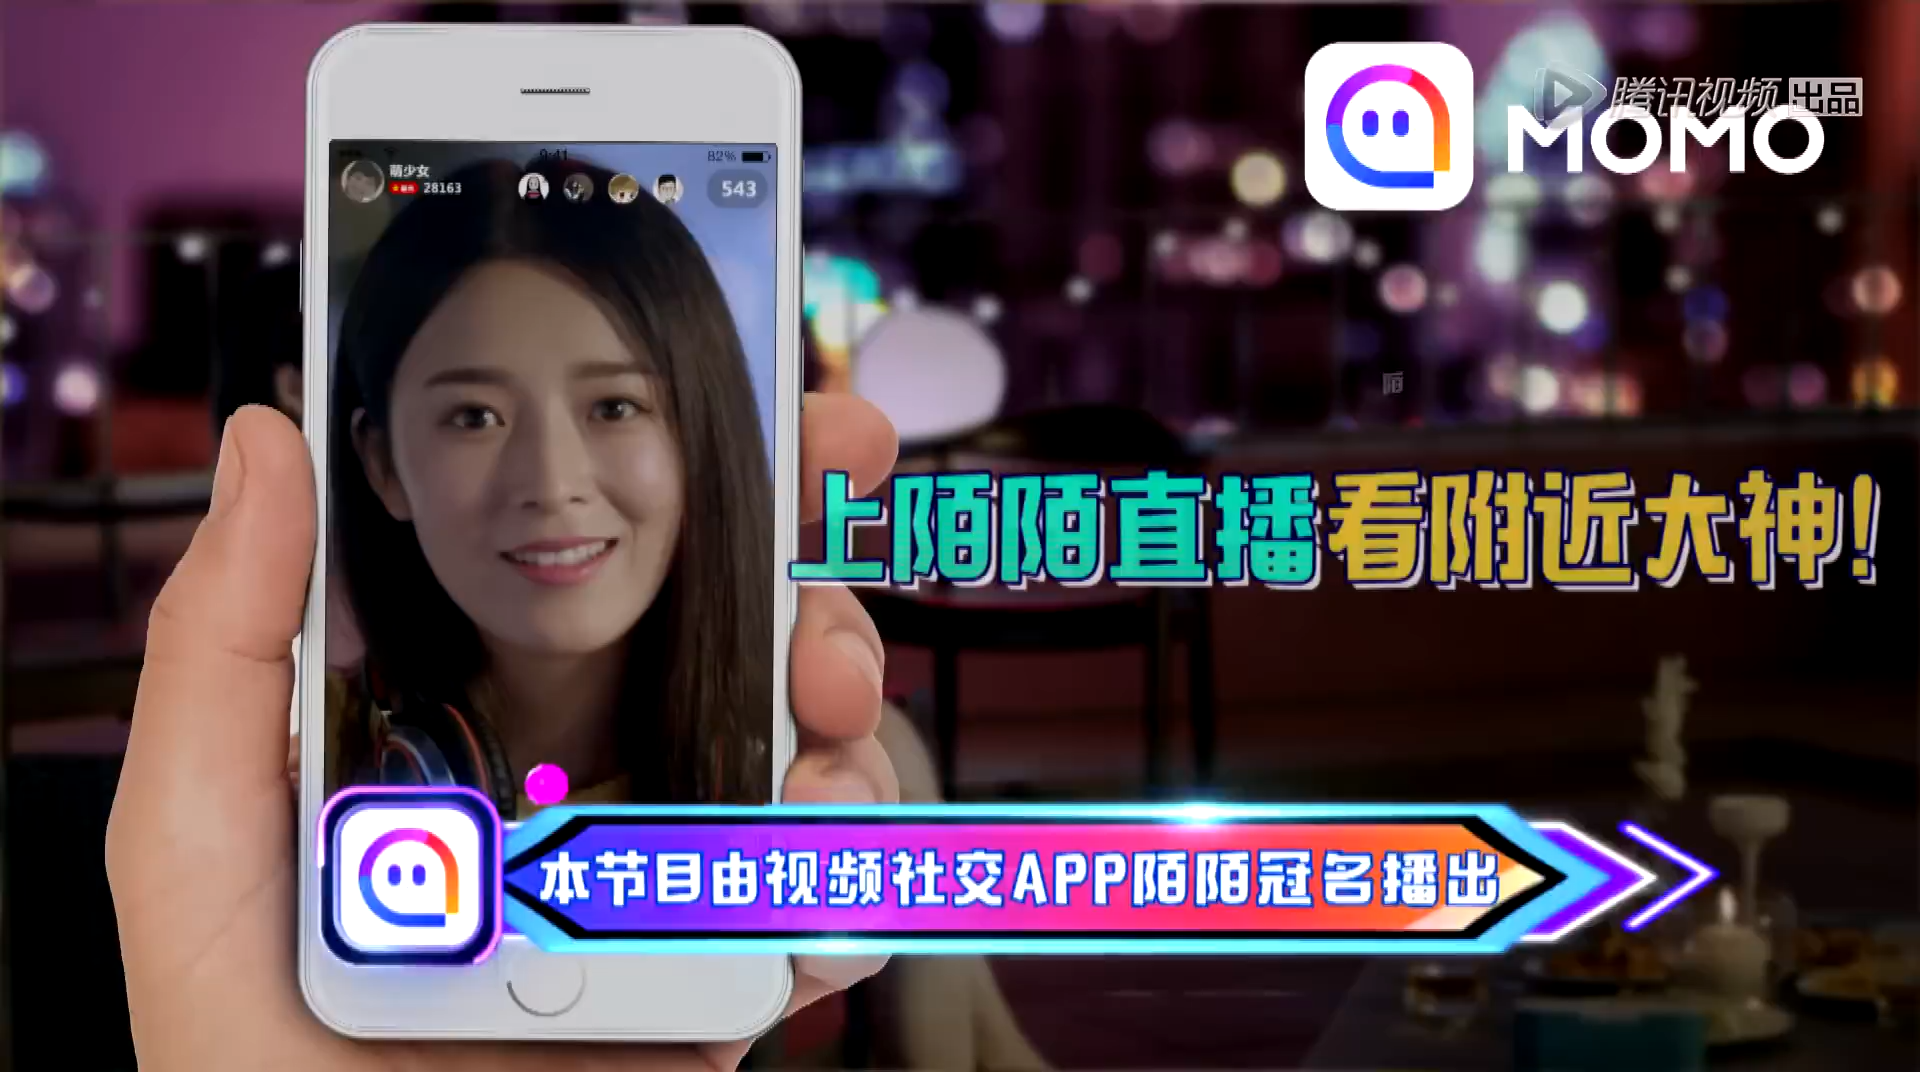 腾讯视频 出品
MOMO
9:41
82%
萌少女
28163
543
陌
上陌陌直播看附近大神!
本节目由视频社交APP陌陌冠名播出